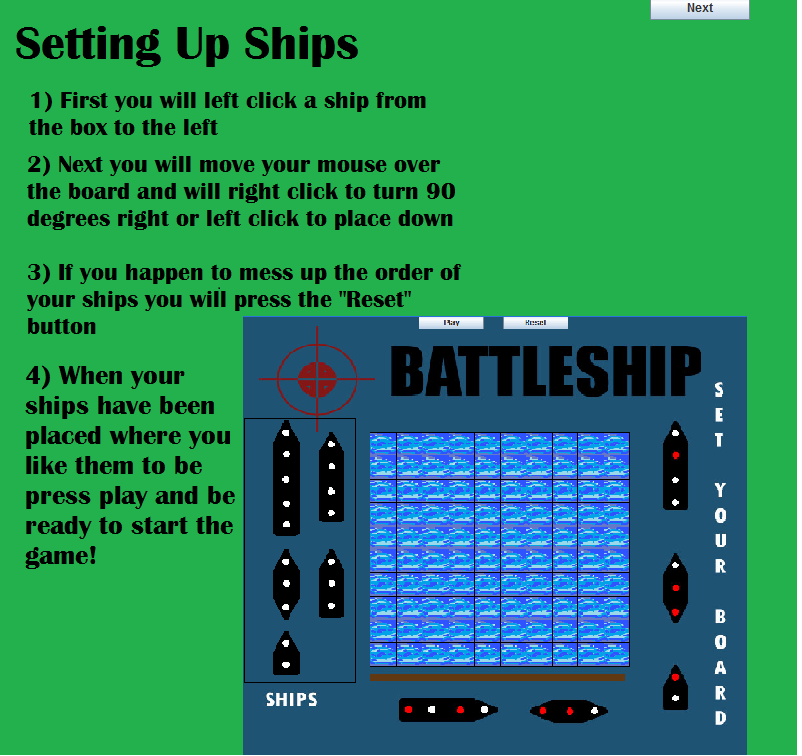 Next
Setting Up Ships
1) First you will left click a ship from
the box to the left
2) Next you will move your mouse over
the board and will right click to turn 90
degrees right or left click to place down
3) If you happen to mess up the order of
your ships you will press the "Reset"
button
4) When your
ships have been
placed where you
like them to be
press play and be
ready to start the
game!
Play
Reset
BATTLESHIP
SET YOUR BOARD
SHIPS